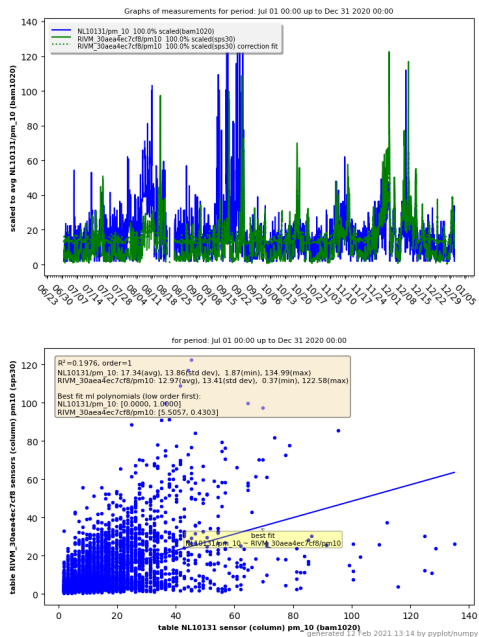 Graphs of measurements for period: Jul 01 00:00 up to Dec 31 2020 00:00
NL10131/pm_10 100.0% scaled(bam1020)
RIVM_30aea4ec7cf8/pm10 100.0% scaled(sps30)
RIVM_30aea4ec7cf8/pm10 100.0% scaled(sps30) correction fit
scaled to avg NL10131/pm_10 (bam1020)
140
120
100
80
60
40
20
0
06/23 06/30 07/07 07/14 07/21 07/28 08/04 08/11 08/18 08/25 09/01 09/08 09/15 09/22 09/29 10/06 10/13 10/20 10/27 11/03 11/10 11/17 11/24 12/01 12/08 12/15 12/22 12/29 01/05
for period: Jul 01 00:00 up to Dec 31 2020 00:00
R²=0.1976, order=1
NL10131/pm_10: 17.34(avg), 13.86(std dev), 1.87(min), 134.99(max)
RIVM_30aea4ec7cf8/pm10: 12.97(avg), 13.41(std dev), 0.37(min), 122.58(max)
Best fit ml polynomials (low order first):
NL10131/pm_10: [0.0000, 1.0000]
RIVM_30aea4ec7cf8/pm10: [5.5057, 0.4303]
table RIVM_30aea4ec7cf8 sensors (column) pm10 (sps30)
120
100
80
60
40
20
0
best fit
NL10131/pm_10 ~ RIVM_30aea4ec7cf8/pm10
0 20 40 60 80 100 120 140
table NL10131 sensor (column) pm_10 (bam1020)
generated 12 Feb 2021 13:14 by pyplot/numpy